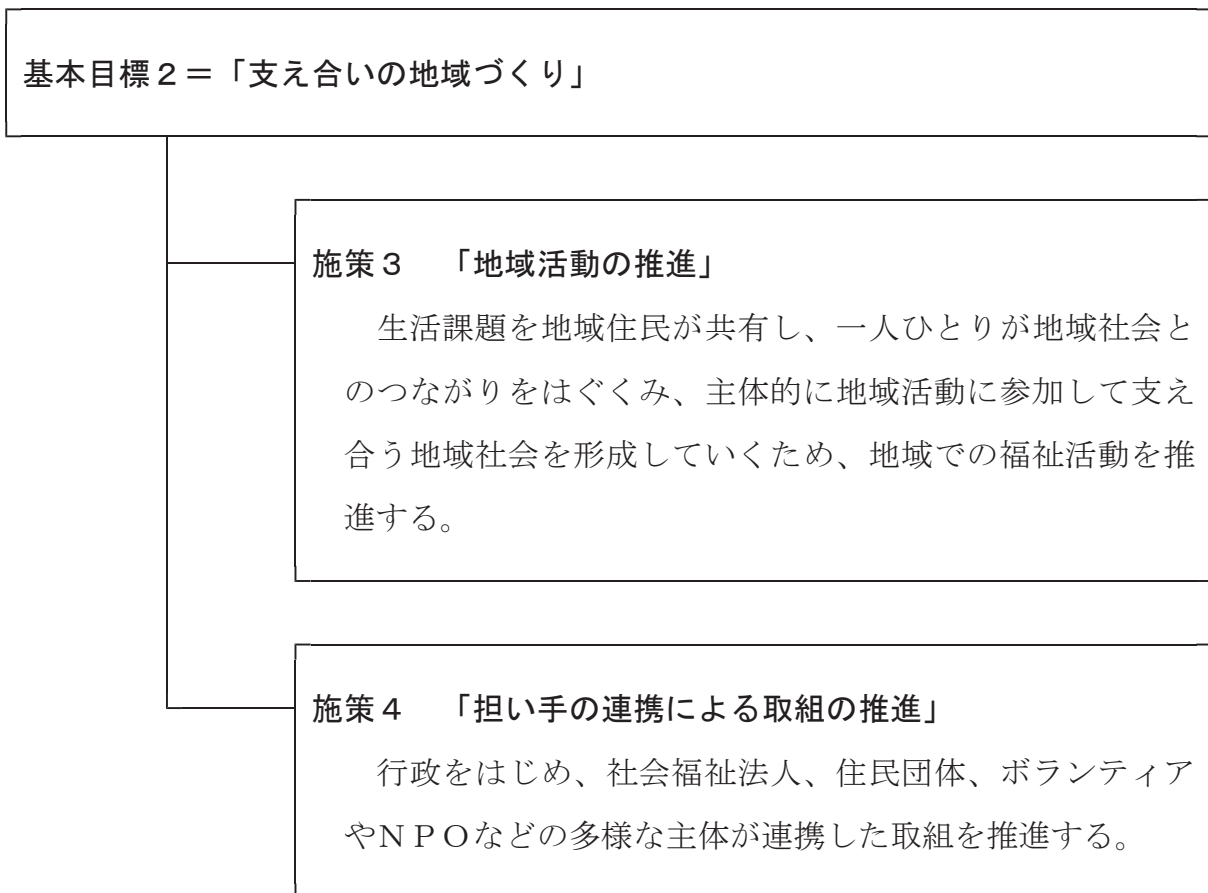 基本目標２＝「支え合いの地域づくり」
施策３　「地域活動の推進」
生活課題を地域住民が共有し、一人ひとりが地域社会と
のつながりをはぐくみ、主体的に地域活動に参加して支え
合う地域社会を形成していくため、地域での福祉活動を推
進する。
施策４　「担い手の連携による取組の推進」
行政をはじめ、社会福祉法人、住民団体、ボランティア
やＮＰＯなどの多様な主体が連携した取組を推進する。